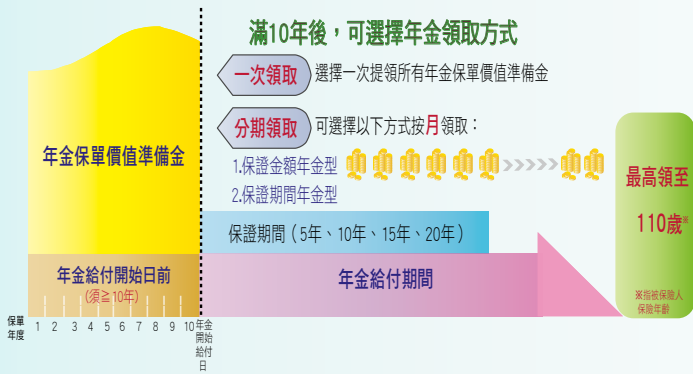 滿10年後，可選擇年金領取方式
一次領取 選擇一次提領所有年金保單價值準備金
分期領取 可選擇以下方式按月領取：
1.保證金額年金型
2.保證期間年金型
年金保單價值準備金
最高領至
110歲※
※指被保險人
保險年齡
保證期間（5年、10年、15年、20年）
年金給付開始日前
(須≧10年)
年金給付期間
保單
年度
1 2 3 4 5 6 7 8 9 10
年金
開始
給付
日